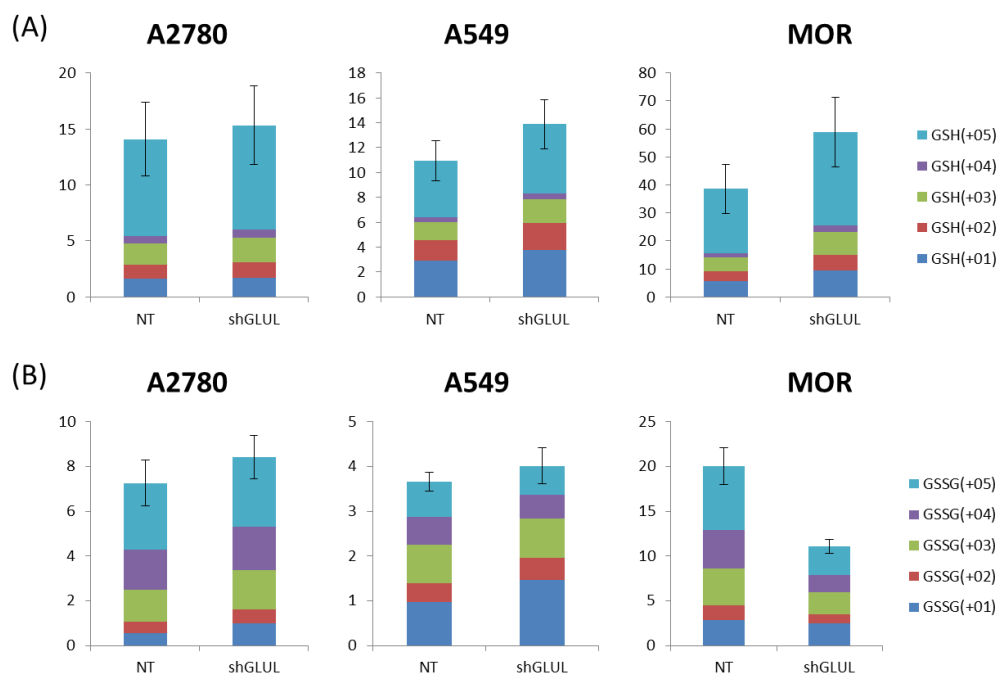 (A)
A2780
A549
MOR
20
15
10
5
0
NT
shGLUL
18
16
14
12
10
8
6
4
2
0
NT
shGLUL
80
70
60
50
40
30
20
10
0
NT
shGLUL
GSH(+05)
GSH(+04)
GSH(+03)
GSH(+02)
GSH(+01)
(B)
A2780
A549
MOR
10
8
6
4
2
0
NT
shGLUL
5
4
3
2
1
0
NT
shGLUL
25
20
15
10
5
0
NT
shGLUL
GSSG(+05)
GSSG(+04)
GSSG(+03)
GSSG(+02)
GSSG(+01)